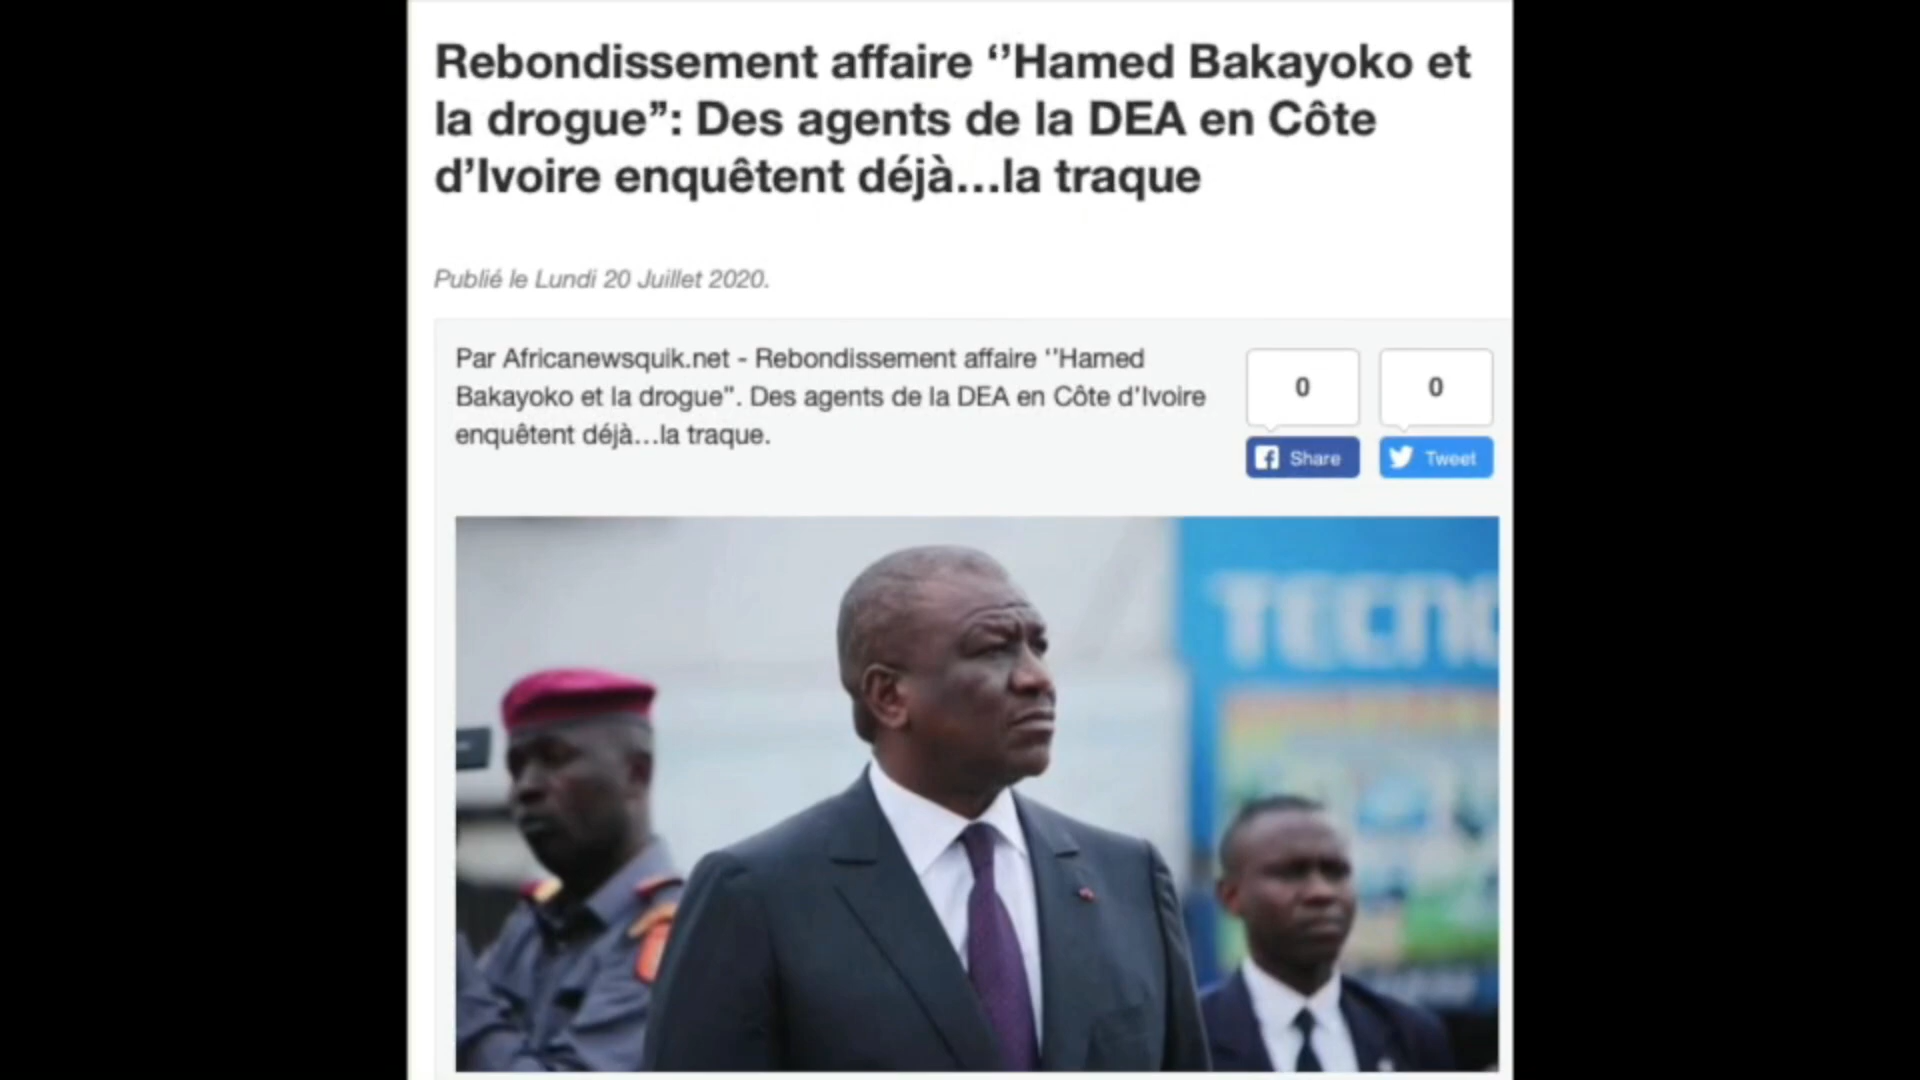 Rebondissement affaire ‘’Hamed Bakayoko et
la drogue”: Des agents de la DEA en Côte
d’Ivoire enquêtent déjà...la traque
Publié le Lundi 20 Juillet 2020.
Par Africanewsquik.net - Rebondissement affaire ‘’Hamed
Bakayoko et la drogue”. Des agents de la DEA en Côte d’Ivoire
enquêtent déjà...la traque.
0
0
Share
Tweet
TECNO